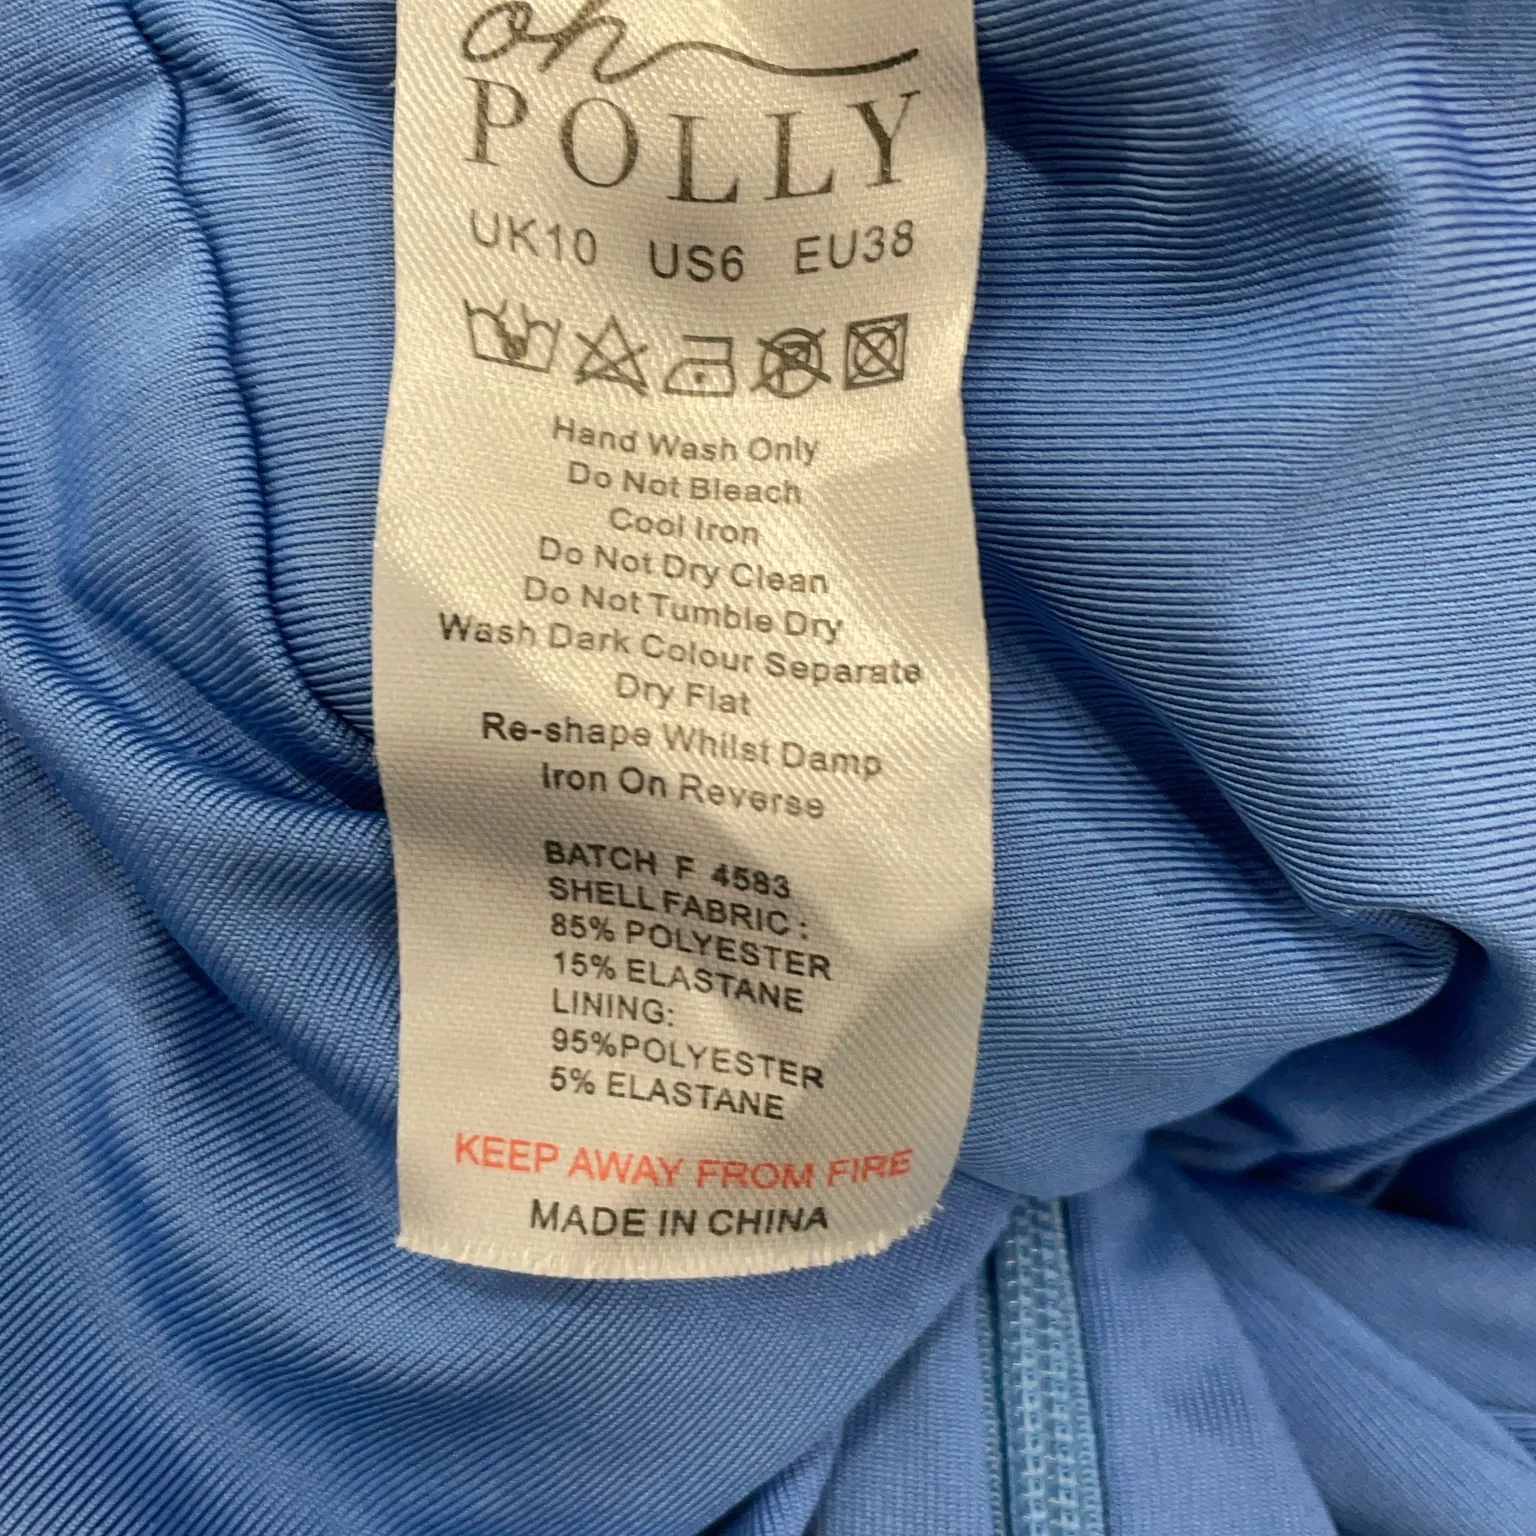 oh
POLLY
UK10 US6 EU38
Hand Wash Only
Do Not Bleach
Cool Iron
Do Not Dry Clean
Do Not Tumble Dry
Wash Dark Colour Separate
Dry Flat
Re-shape Whilst Damp
Iron On Reverse
BATCH F 4583
SHELL FABRIC :
85% POLYESTER
15% ELASTANE
LINING:
95%POLYESTER
5% ELASTANE
KEEP AWAY FROM FIRE
MADE IN CHINA